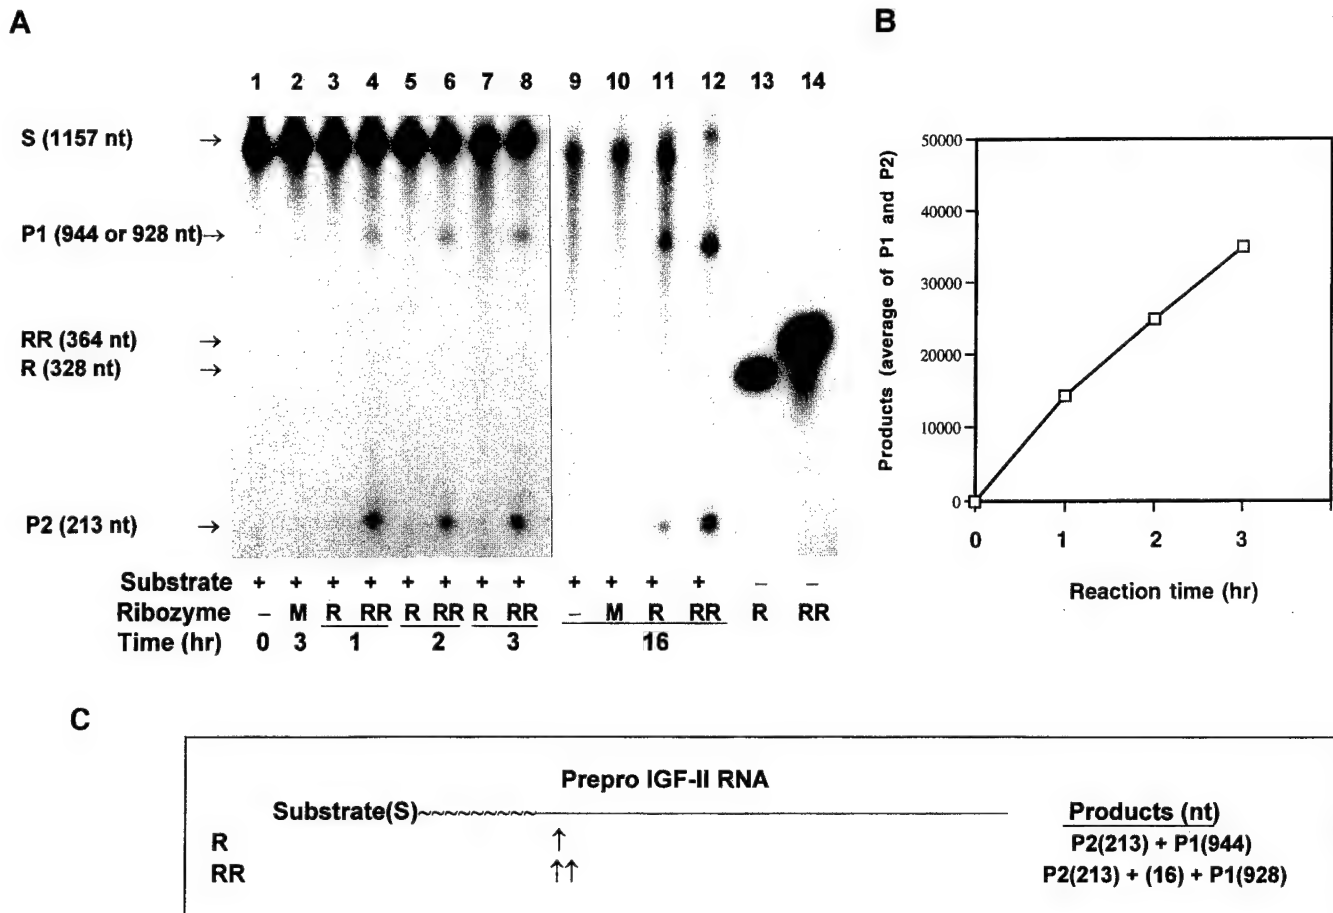 A
B
1 2 3 4 5 6 7 8 9 10 11 12 13 14
S (1157 nt) →
P1 (944 or 928 nt)→
RR (364 nt) →
R (328 nt) →
P2 (213 nt) →
Substrate + + + + + + + + + + + + – –
Ribozyme – M R RR R RR R RR – M R RR R RR
Time (hr) 0 3 1 2 3 16
Products (average of P1 and P2)
50000
40000
30000
20000
10000
0
0 1 2 3
Reaction time (hr)
C
Prepro IGF-II RNA
Substrate(S)
Products (nt)
R ↑ P2(213) + P1(944)
RR ↑↑ P2(213) + (16) + P1(928)